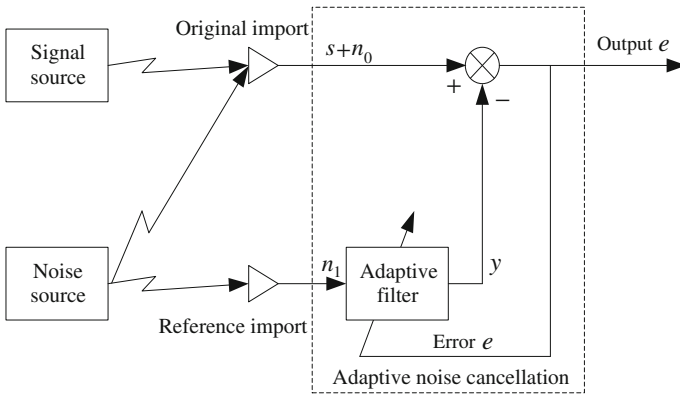 Original import
Signal
source
s+n₀
Output e
+
−
Noise
source
n₁
Adaptive
filter
y
Reference import
Error e
Adaptive noise cancellation